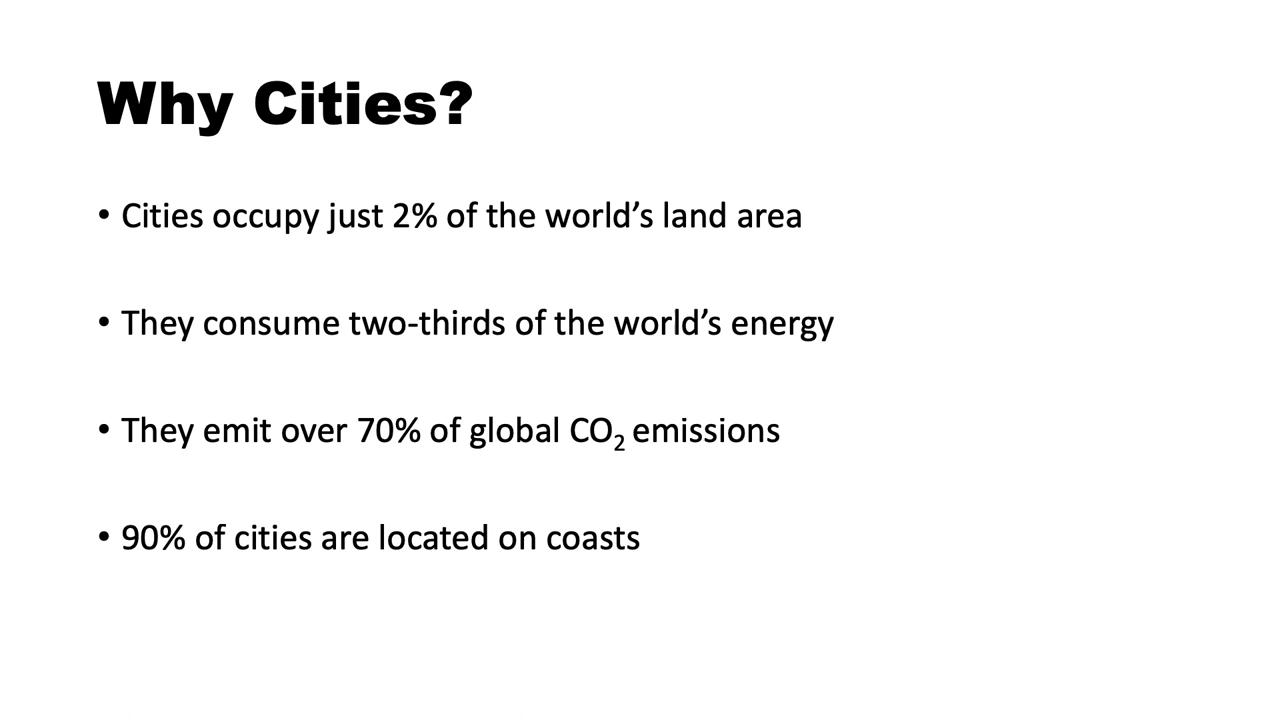 Why Cities?
• Cities occupy just 2% of the world’s land area
• They consume two-thirds of the world’s energy
• They emit over 70% of global CO₂ emissions
• 90% of cities are located on coasts